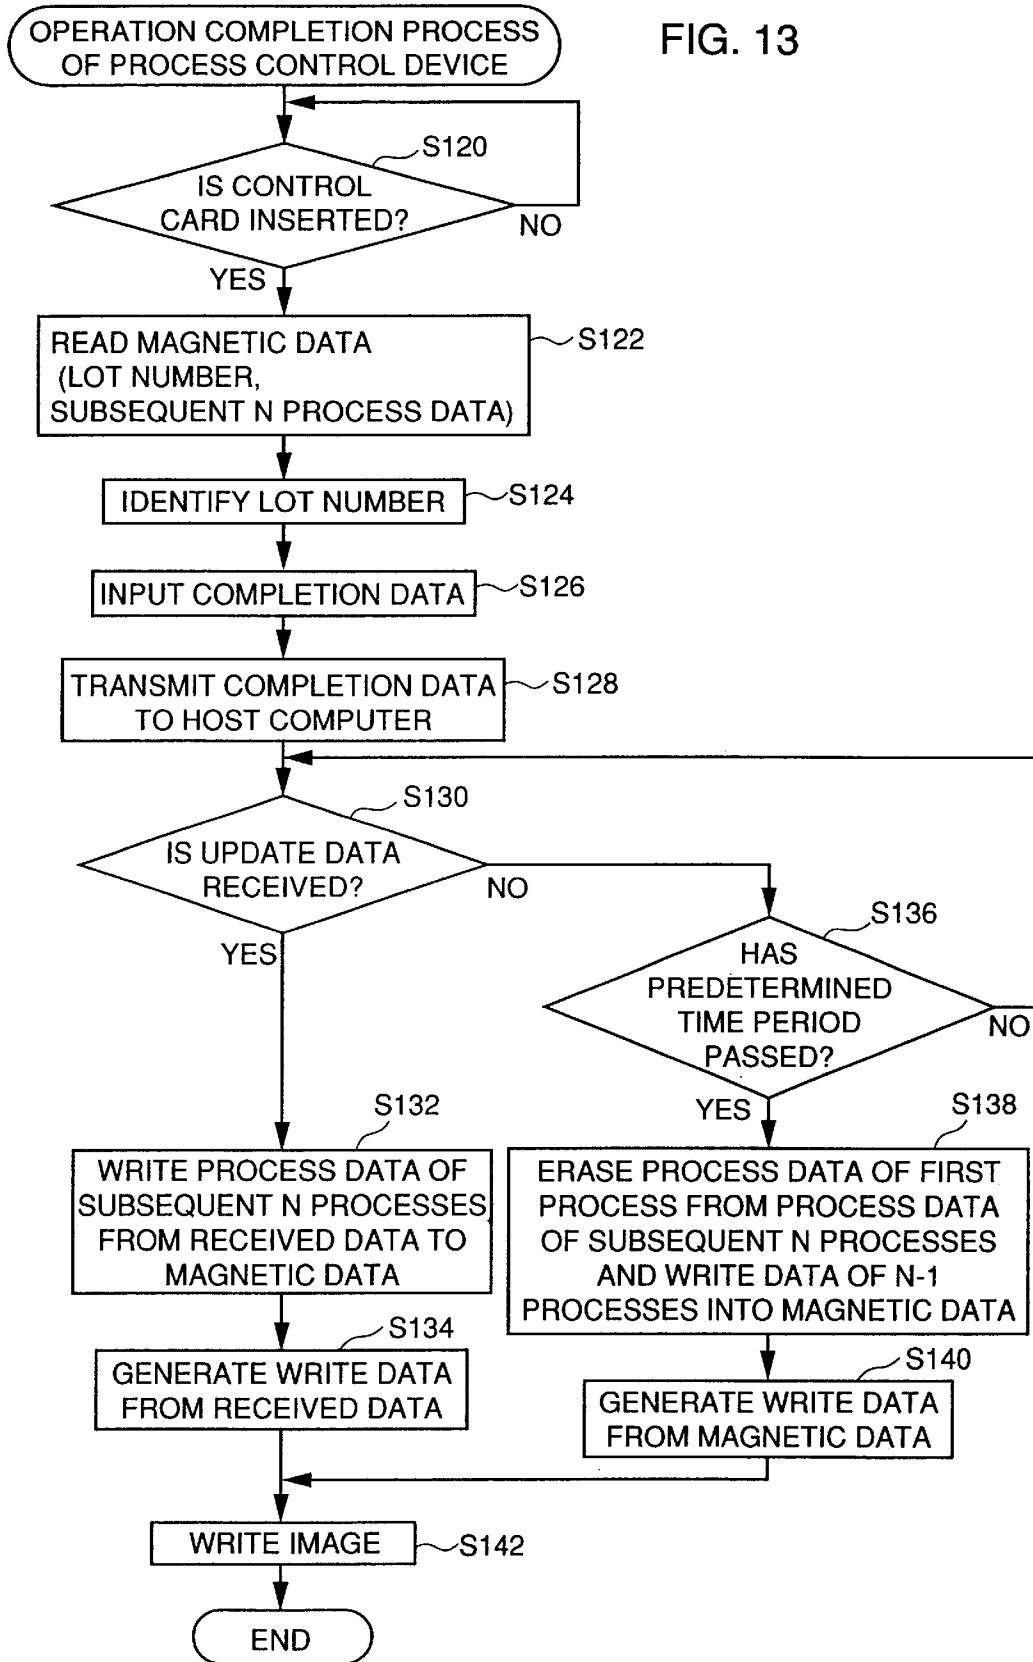 OPERATION COMPLETION PROCESS
OF PROCESS CONTROL DEVICE
FIG. 13
S120
IS CONTROL
CARD INSERTED?
NO
YES
READ MAGNETIC DATA
(LOT NUMBER,
SUBSEQUENT N PROCESS DATA)
S122
IDENTIFY LOT NUMBER
S124
INPUT COMPLETION DATA
S126
TRANSMIT COMPLETION DATA
TO HOST COMPUTER
S128
S130
IS UPDATE DATA
RECEIVED?
NO
YES
S136
HAS
PREDETERMINED
TIME PERIOD
PASSED?
NO
YES
S132
WRITE PROCESS DATA OF
SUBSEQUENT N PROCESSES
FROM RECEIVED DATA TO
MAGNETIC DATA
S138
ERASE PROCESS DATA OF FIRST
PROCESS FROM PROCESS DATA
OF SUBSEQUENT N PROCESSES
AND WRITE DATA OF N-1
PROCESSES INTO MAGNETIC DATA
S134
GENERATE WRITE DATA
FROM RECEIVED DATA
S140
GENERATE WRITE DATA
FROM MAGNETIC DATA
WRITE IMAGE
S142
END